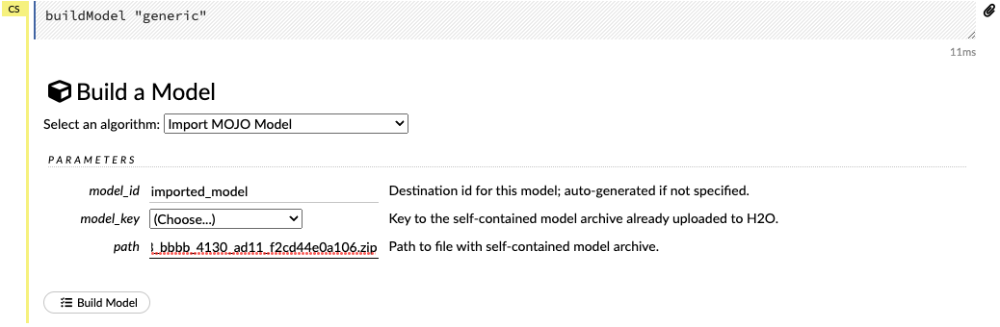 CS
buildModel "generic"
11ms
Build a Model
Select an algorithm: Import MOJO Model
PARAMETERS
model_id imported_model Destination id for this model; auto-generated if not specified.
model_key (Choose...) Key to the self-contained model archive already uploaded to H2O.
path _bbbb_4130_ad11_f2cd44e0a106.zip Path to file with self-contained model archive.
Build Model